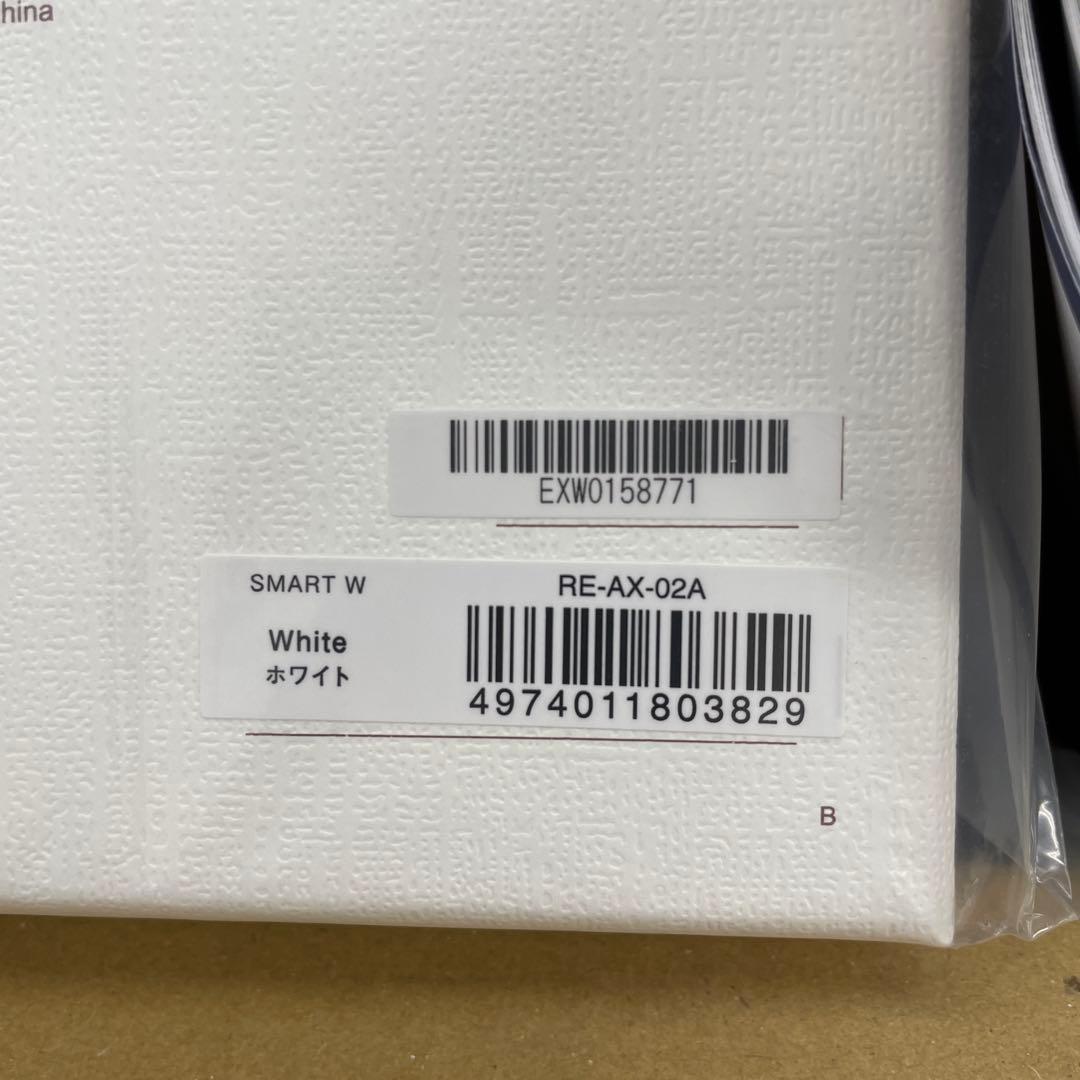 hina
EXW0158771
SMART W
RE-AX-02A
White
ホワイト
4974011803829
B